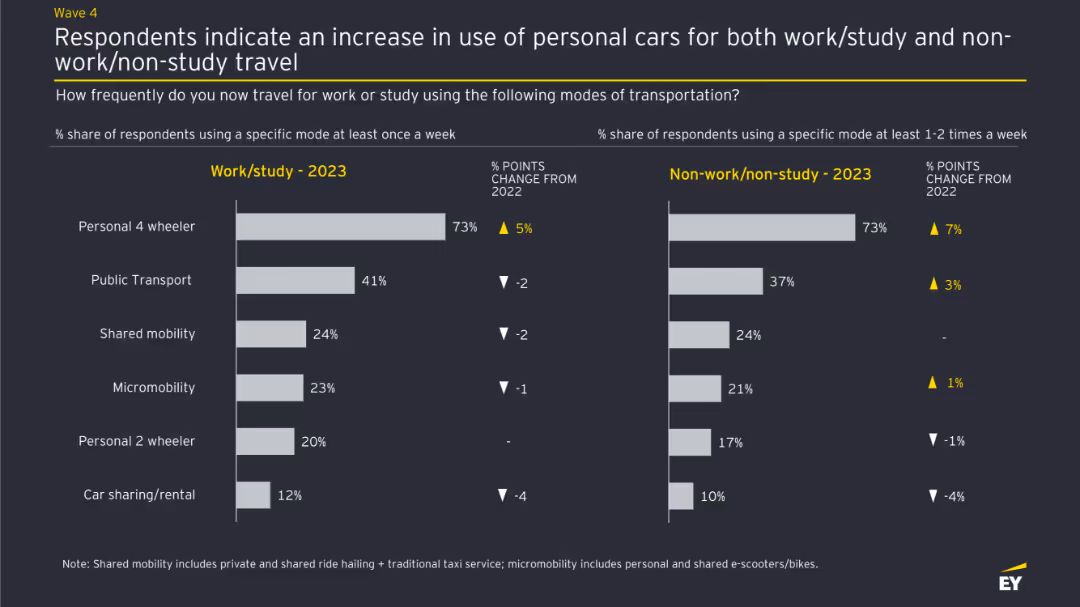 Wave 4
Respondents indicate an increase in use of personal cars for both work/study and non-
work/non-study travel
How frequently do you now travel for work or study using the following modes of transportation?
% share of respondents using a specific mode at least once a week
% share of respondents using a specific mode at least 1-2 times a week
Work/study - 2023
% POINTS
CHANGE FROM
2022
Non-work/non-study - 2023
% POINTS
CHANGE FROM
2022
Personal 4 wheeler 73% ▲ 5% 73% ▲ 7%
Public Transport 41% ▼ -2 37% ▲ 3%
Shared mobility 24% ▼ -2 24% -
Micromobility 23% ▼ -1 21% ▲ 1%
Personal 2 wheeler 20% - 17% ▼ -1%
Car sharing/rental 12% ▼ -4 10% ▼ -4%
Note: Shared mobility includes private and shared ride hailing + traditional taxi service; micromobility includes personal and shared e-scooters/bikes.
EY